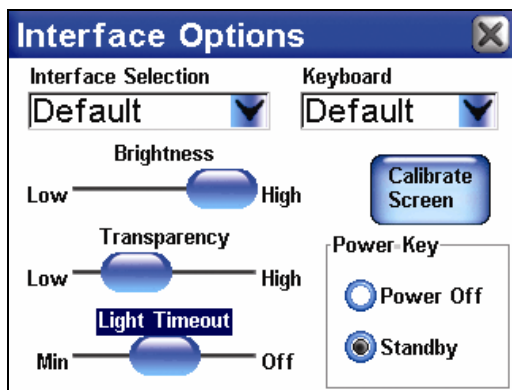 Interface Options
Interface Selection
Keyboard
Default
Default
Brightness
Low
High
Calibrate
Screen
Transparency
Low
High
Power Key
Power Off
Light Timeout
Min
Off
Standby